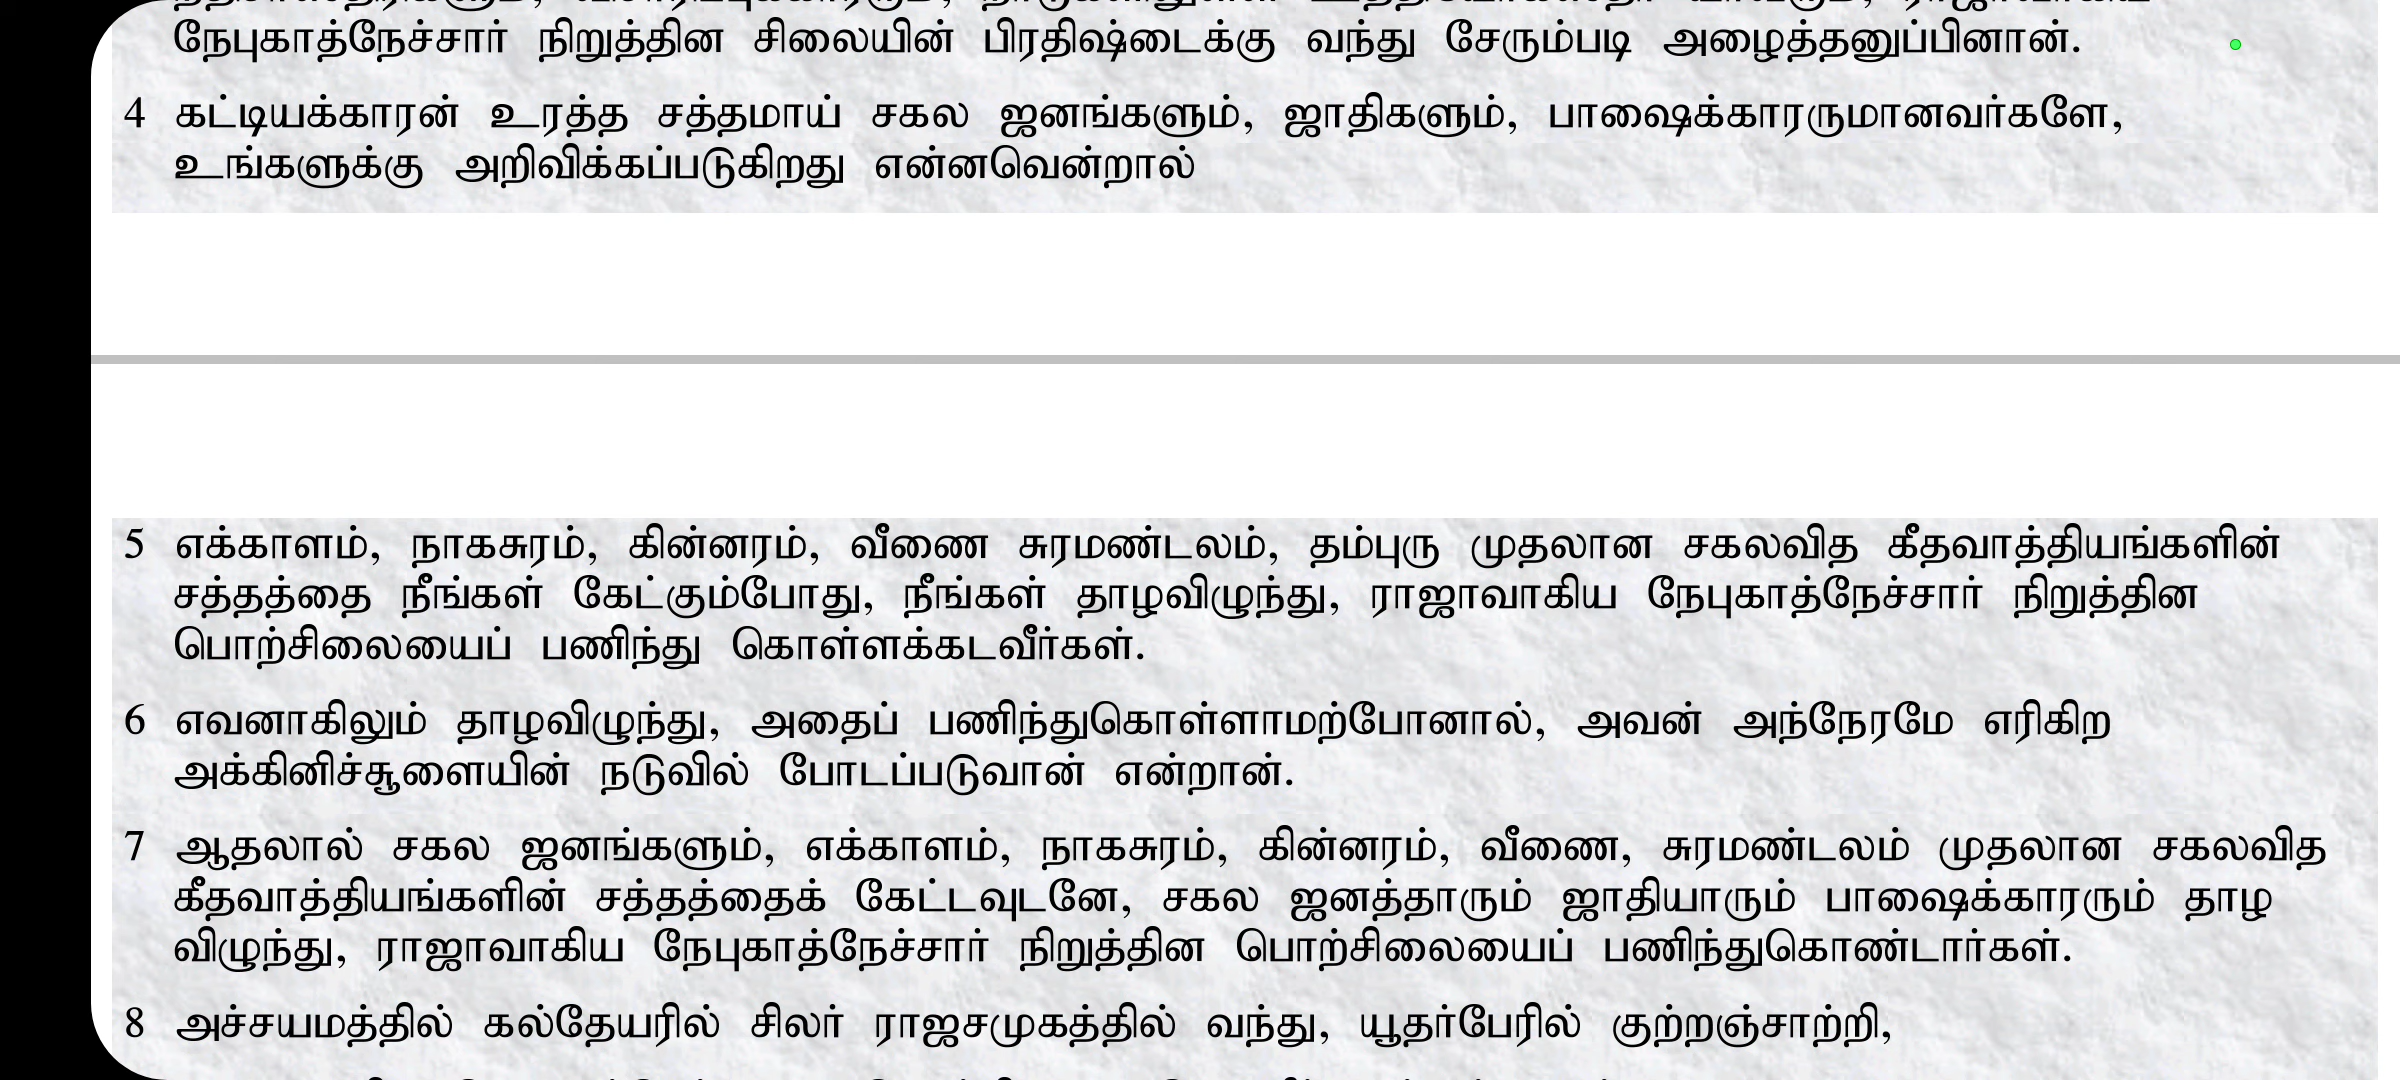 நேபுகாத்நேச்சார் நிறுத்தின சிலையின் பிரதிஷ்டைக்கு வந்து சேரும்படி அழைத்தனுப்பினான்.
4 கட்டியக்காரன் உரத்த சத்தமாய் சகல ஜனங்களும், ஜாதிகளும், பாஷைக்காரருமானவர்களே,
உங்களுக்கு அறிவிக்கப்படுகிறது என்னவென்றால்
5 எக்காளம், நாகசுரம், கின்னரம், வீணை சுரமண்டலம், தம்புரு முதலான சகலவித கீதவாத்தியங்களின்
சத்தத்தை நீங்கள் கேட்கும்போது, நீங்கள் தாழவிழுந்து, ராஜாவாகிய நேபுகாத்நேச்சார் நிறுத்தின
பொற்சிலையைப் பணிந்து கொள்ளக்கடவீர்கள்.
6 எவனாகிலும் தாழவிழுந்து, அதைப் பணிந்துகொள்ளாமற்போனால், அவன் அந்நேரமே எரிகிற
அக்கினிச்சூளையின் நடுவில் போடப்படுவான் என்றான்.
7 ஆதலால் சகல ஜனங்களும், எக்காளம், நாகசுரம், கின்னரம், வீணை, சுரமண்டலம் முதலான சகலவித
கீதவாத்தியங்களின் சத்தத்தைக் கேட்டவுடனே, சகல ஜனத்தாரும் ஜாதியாரும் பாஷைக்காரரும் தாழ
விழுந்து, ராஜாவாகிய நேபுகாத்நேச்சார் நிறுத்தின பொற்சிலையைப் பணிந்துகொண்டார்கள்.
8 அச்சயமத்தில் கல்தேயரில் சிலர் ராஜசமுகத்தில் வந்து, யூதர்பேரில் குற்றஞ்சாற்றி,